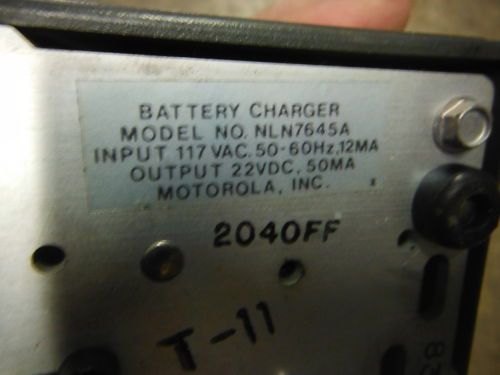 BATTERY CHARGER
MODEL NO. NLN7645A
INPUT 117 VAC. 50-60Hz, 12MA
OUTPUT 22VDC, 50MA
MOTOROLA, INC.
2040FF
T-11